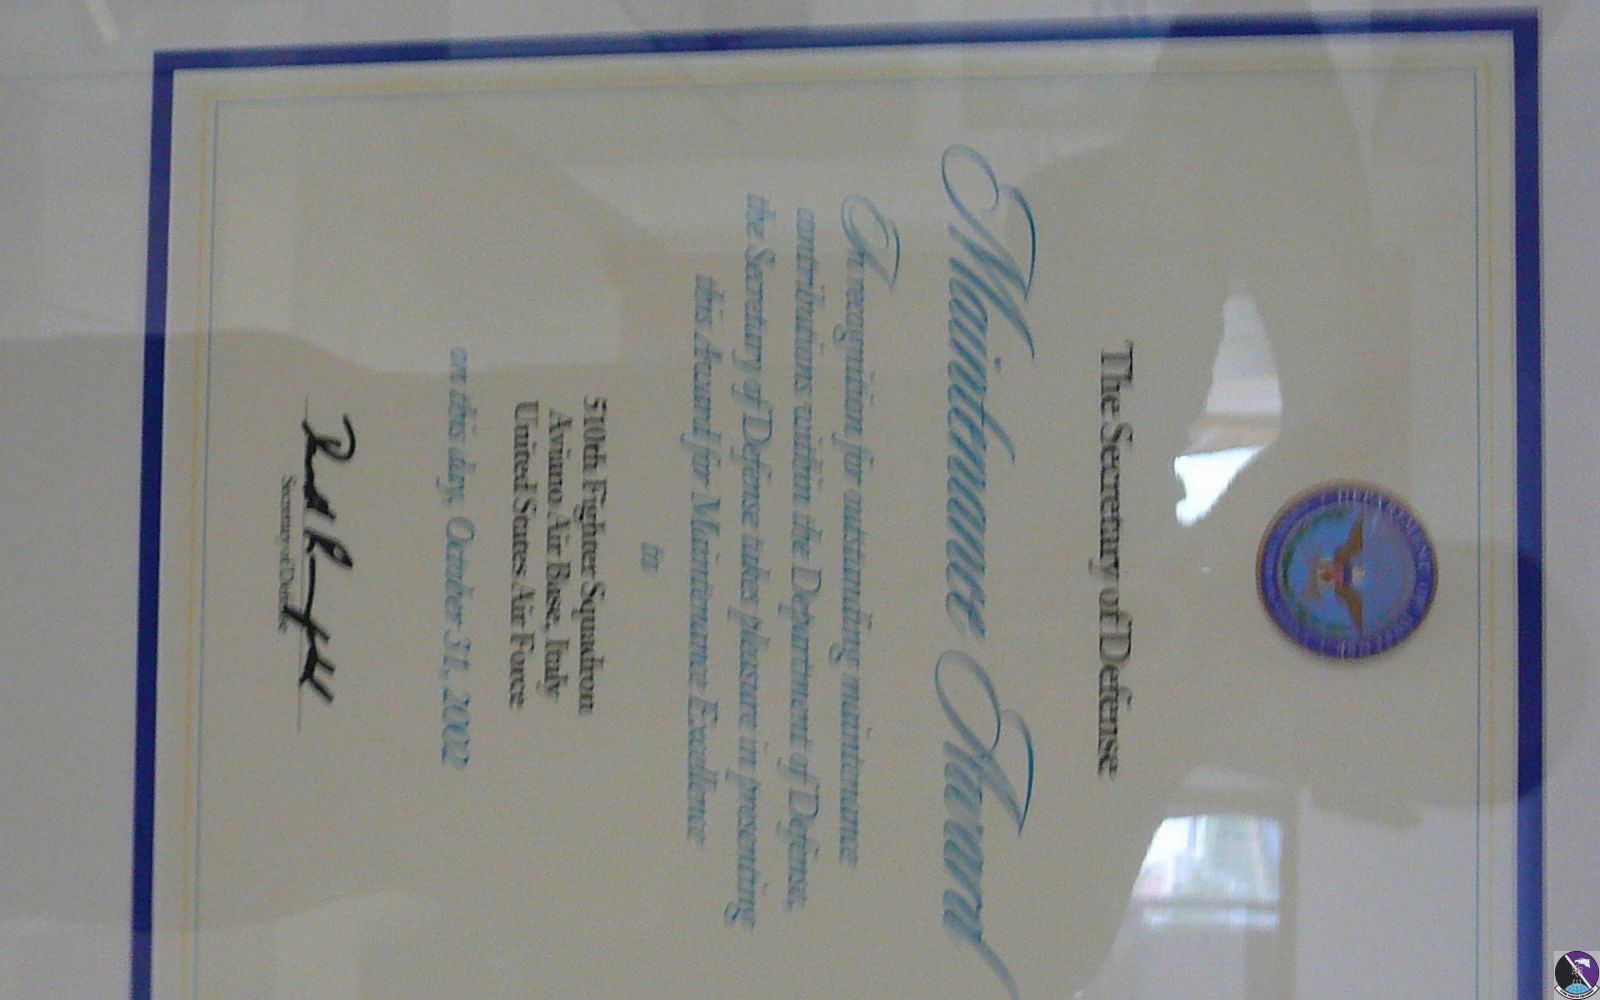 The Secretary of Defense
Maintenance Award
In recognition for outstanding maintenance
contributions within the Department of Defense,
the Secretary of Defense takes pleasure in presenting
this Award for Maintenance Excellence
to
510th Fighter Squadron
Aviano Air Base, Italy
United States Air Force
on this day, October 31, 2002
Secretary of Defense